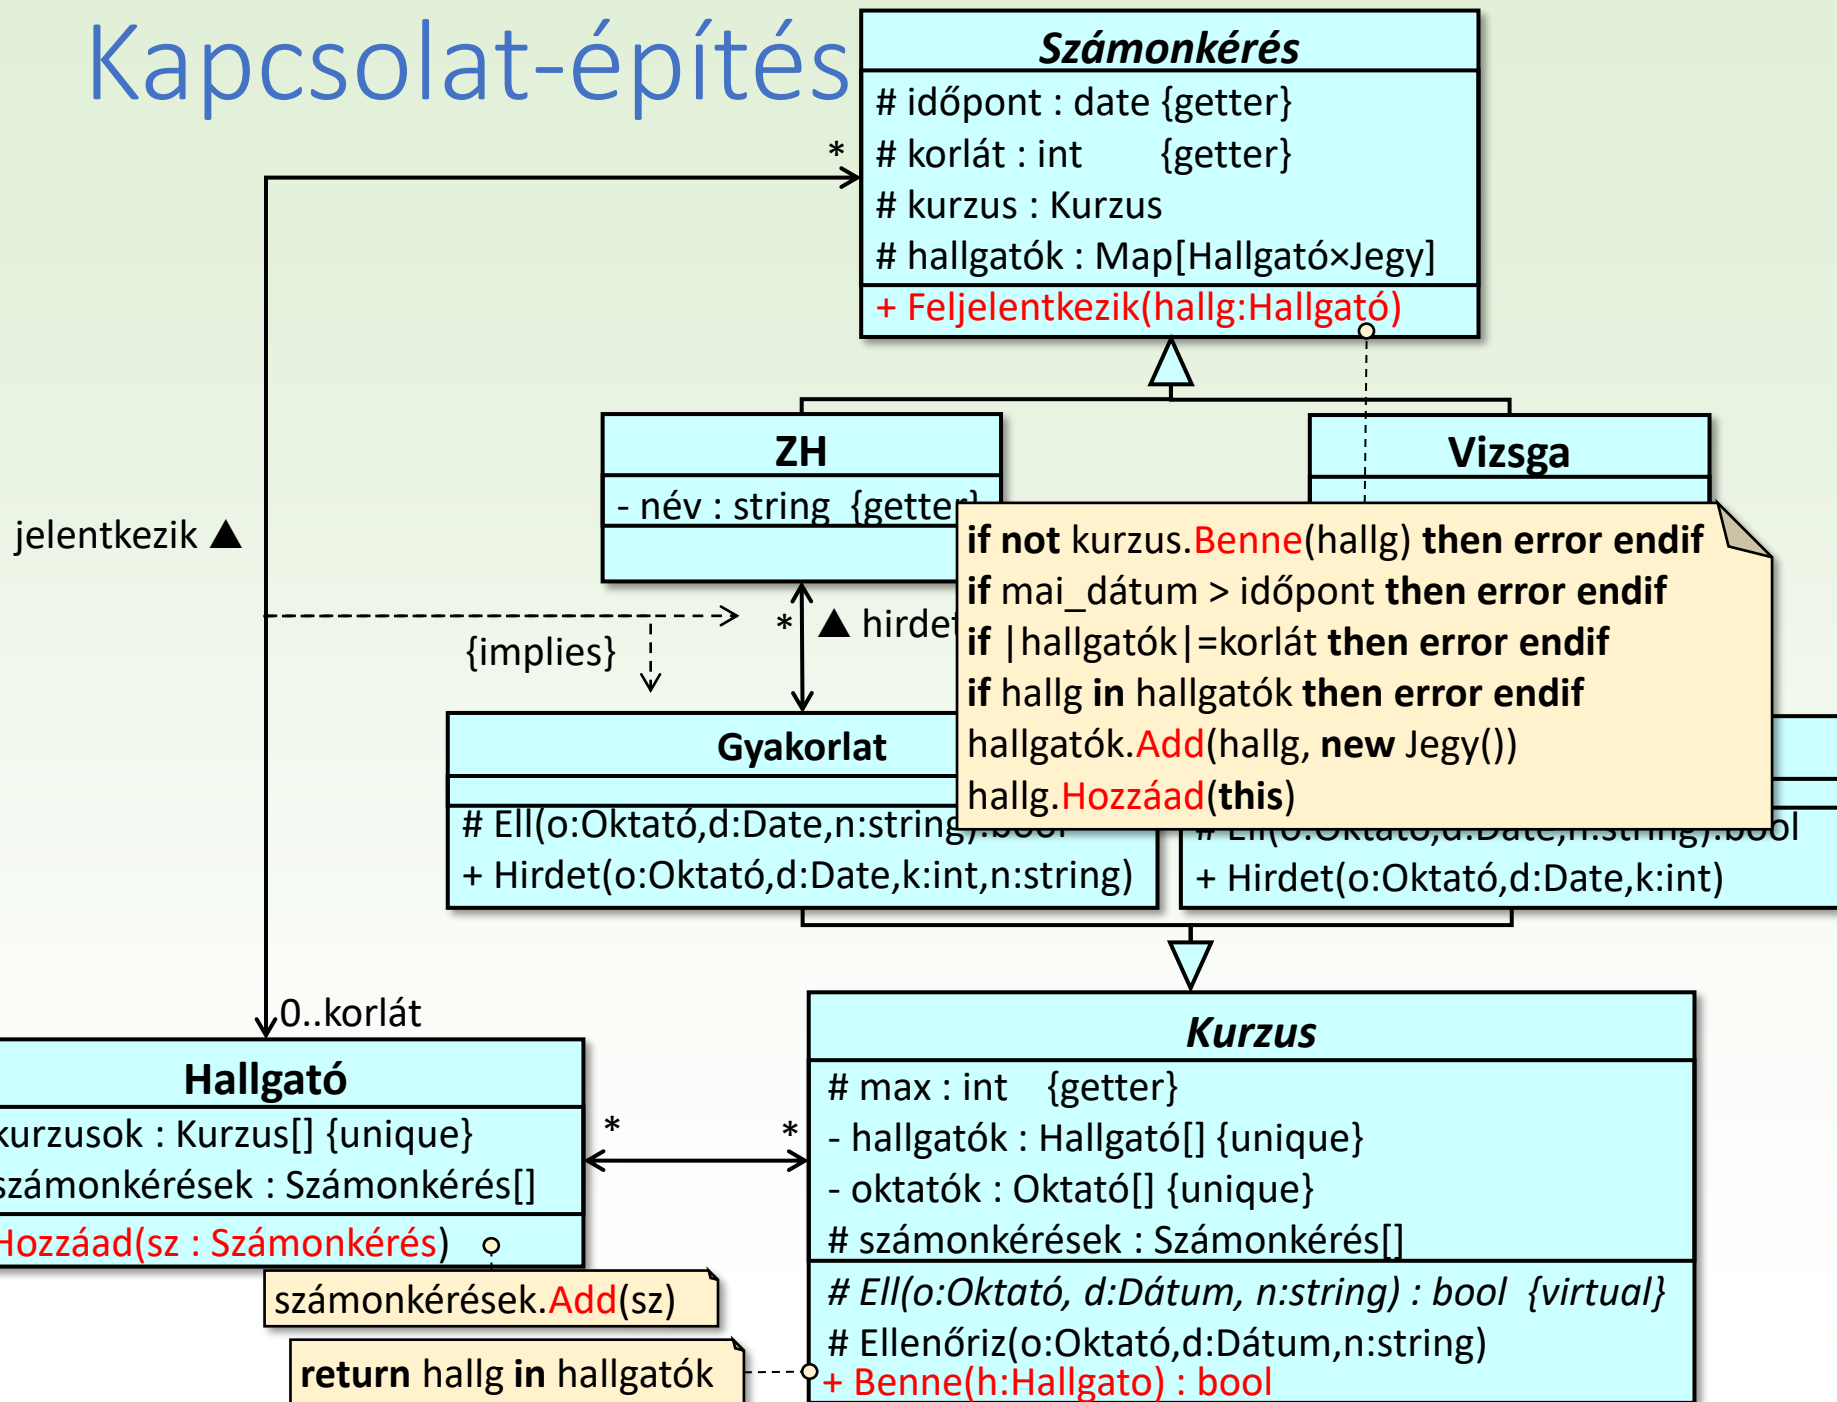 Kapcsolat-építés
Számonkérés
# időpont : date {getter}
# korlát : int {getter}
# kurzus : Kurzus
# hallgatók : Map[Hallgató×Jegy]
+ Feljelentkezik(hallg:Hallgató)
*
ZH
- név : string {getter}
Vizsga
jelentkezik ▲
{implies}
* ▲ hirdet
if not kurzus.Benne(hallg) then error endif
if mai_dátum > időpont then error endif
if |hallgatók|=korlát then error endif
if hallg in hallgatók then error endif
hallgatók.Add(hallg, new Jegy())
hallg.Hozzáad(this)
Gyakorlat
# Ell(o:Oktató,d:Date,n:string):bool
+ Hirdet(o:Oktató,d:Date,k:int,n:string)
# Ell(o:Oktató,d:Date,n:string):bool
+ Hirdet(o:Oktató,d:Date,k:int)
0..korlát
Hallgató
kurzusok : Kurzus[] {unique}
számonkérések : Számonkérés[]
Hozzáad(sz : Számonkérés)
számonkérések.Add(sz)
return hallg in hallgatók
* *
Kurzus
# max : int {getter}
- hallgatók : Hallgató[] {unique}
- oktatók : Oktató[] {unique}
# számonkérések : Számonkérés[]
# Ell(o:Oktató, d:Dátum, n:string) : bool {virtual}
# Ellenőriz(o:Oktató,d:Dátum,n:string)
+ Benne(h:Hallgato) : bool